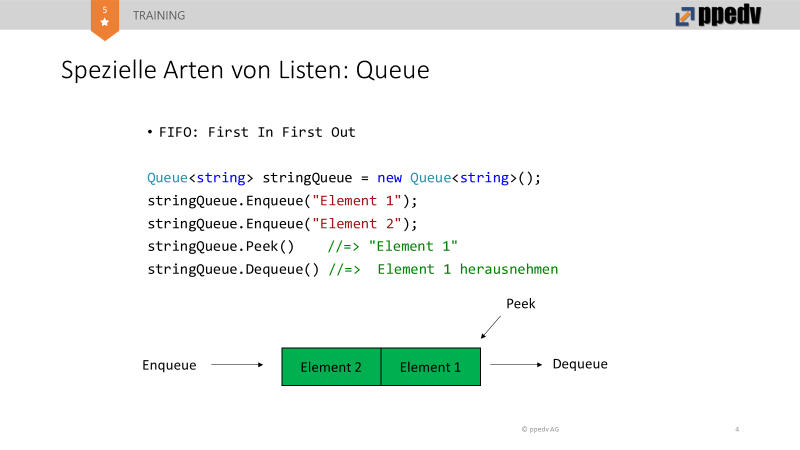 5
TRAINING
ppedv
Spezielle Arten von Listen: Queue
• FIFO: First In First Out
Queue<string> stringQueue = new Queue<string>();
stringQueue.Enqueue("Element 1");
stringQueue.Enqueue("Element 2");
stringQueue.Peek()    //=> "Element 1"
stringQueue.Dequeue() //=>  Element 1 herausnehmen
Peek
Enqueue
Element 2
Element 1
Dequeue
© ppedv AG
4